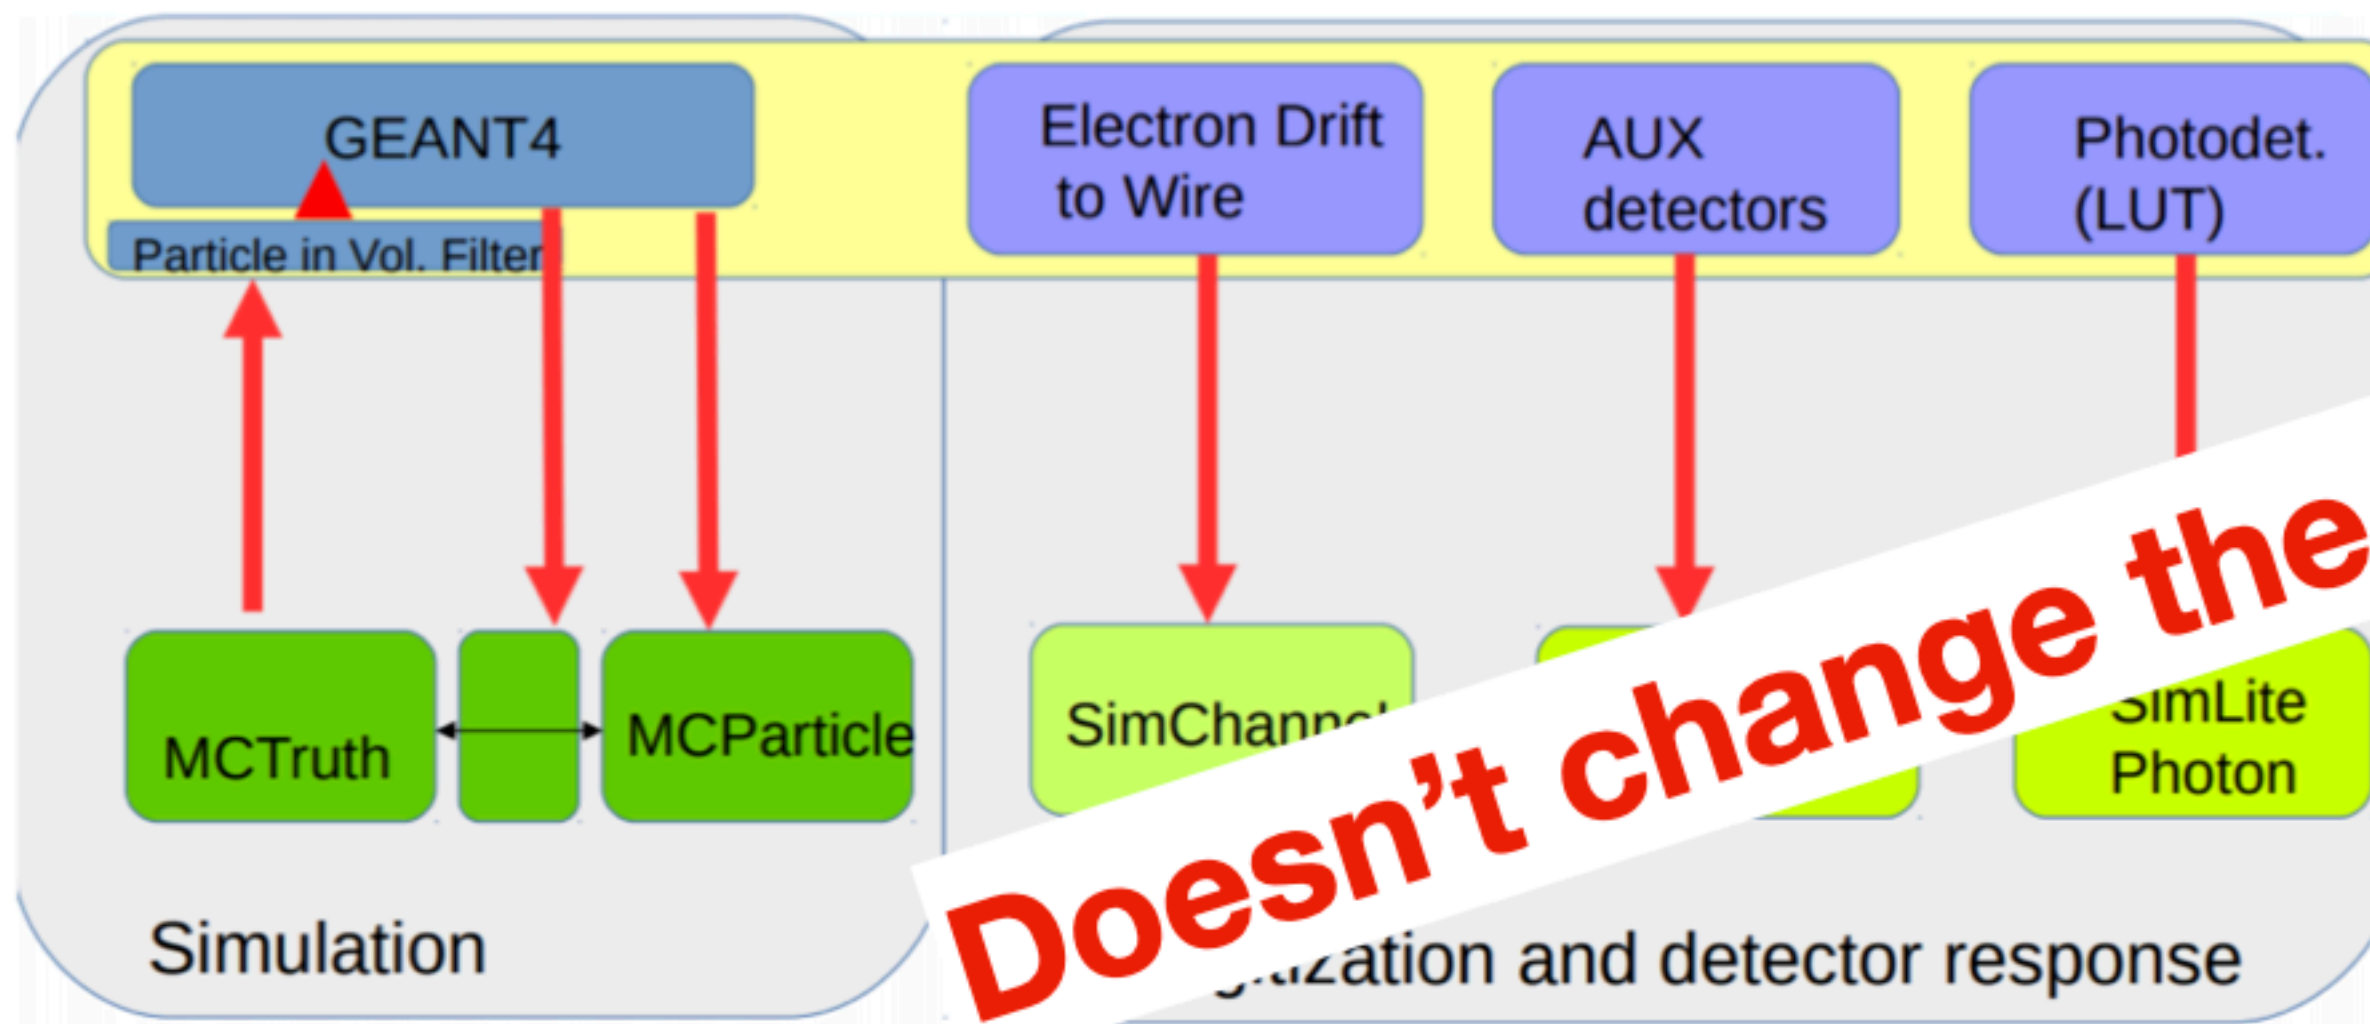 GEANT4
Particle in Vol. Filter
Electron Drift
to Wire
AUX
detectors
Photodet.
(LUT)
MCTruth
MCParticle
SimChannel
SimLite
Photon
Doesn't change the
Simulation
and detector response